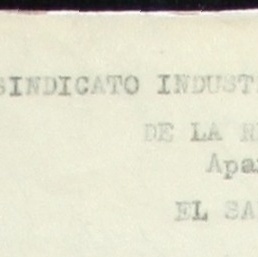 SINDICATO INDUST
DE LA R
Apar
EL SA